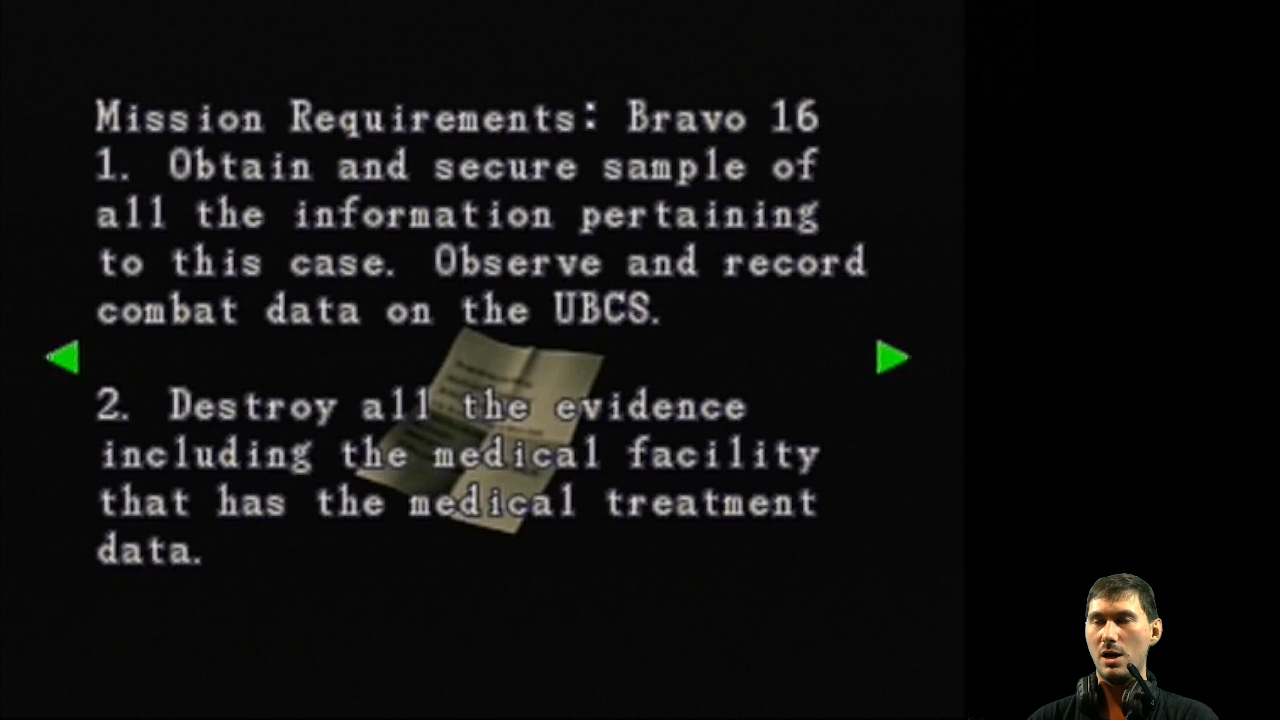 Mission Requirements: Bravo 16
1. Obtain and secure sample of
all the information pertaining
to this case. Observe and record
combat data on the UBCS.
2. Destroy all the evidence
including the medical facility
that has the medical treatment
data.